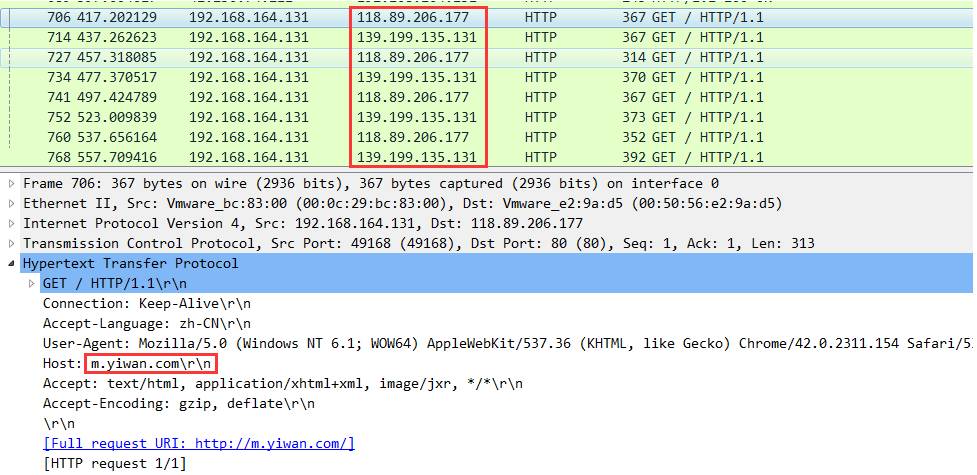 706 417.202129 192.168.164.131 118.89.206.177 HTTP 367 GET / HTTP/1.1
714 437.262623 192.168.164.131 139.199.135.131 HTTP 367 GET / HTTP/1.1
727 457.318085 192.168.164.131 118.89.206.177 HTTP 314 GET / HTTP/1.1
734 477.370517 192.168.164.131 139.199.135.131 HTTP 370 GET / HTTP/1.1
741 497.424789 192.168.164.131 118.89.206.177 HTTP 367 GET / HTTP/1.1
752 523.009839 192.168.164.131 139.199.135.131 HTTP 373 GET / HTTP/1.1
760 537.656164 192.168.164.131 118.89.206.177 HTTP 352 GET / HTTP/1.1
768 557.709416 192.168.164.131 139.199.135.131 HTTP 392 GET / HTTP/1.1
Frame 706: 367 bytes on wire (2936 bits), 367 bytes captured (2936 bits) on interface 0
Ethernet II, Src: Vmware_bc:83:00 (00:0c:29:bc:83:00), Dst: Vmware_e2:9a:d5 (00:50:56:e2:9a:d5)
Internet Protocol Version 4, Src: 192.168.164.131, Dst: 118.89.206.177
Transmission Control Protocol, Src Port: 49168 (49168), Dst Port: 80 (80), Seq: 1, Ack: 1, Len: 313
Hypertext Transfer Protocol
GET / HTTP/1.1\r\n
Connection: Keep-Alive\r\n
Accept-Language: zh-CN\r\n
User-Agent: Mozilla/5.0 (Windows NT 6.1; WOW64) AppleWebKit/537.36 (KHTML, like Gecko) Chrome/42.0.2311.154 Safari/5
Host: m.yiwan.com\r\n
Accept: text/html, application/xhtml+xml, image/jxr, */*\r\n
Accept-Encoding: gzip, deflate\r\n
\r\n
[Full request URI: http://m.yiwan.com/]
[HTTP request 1/1]